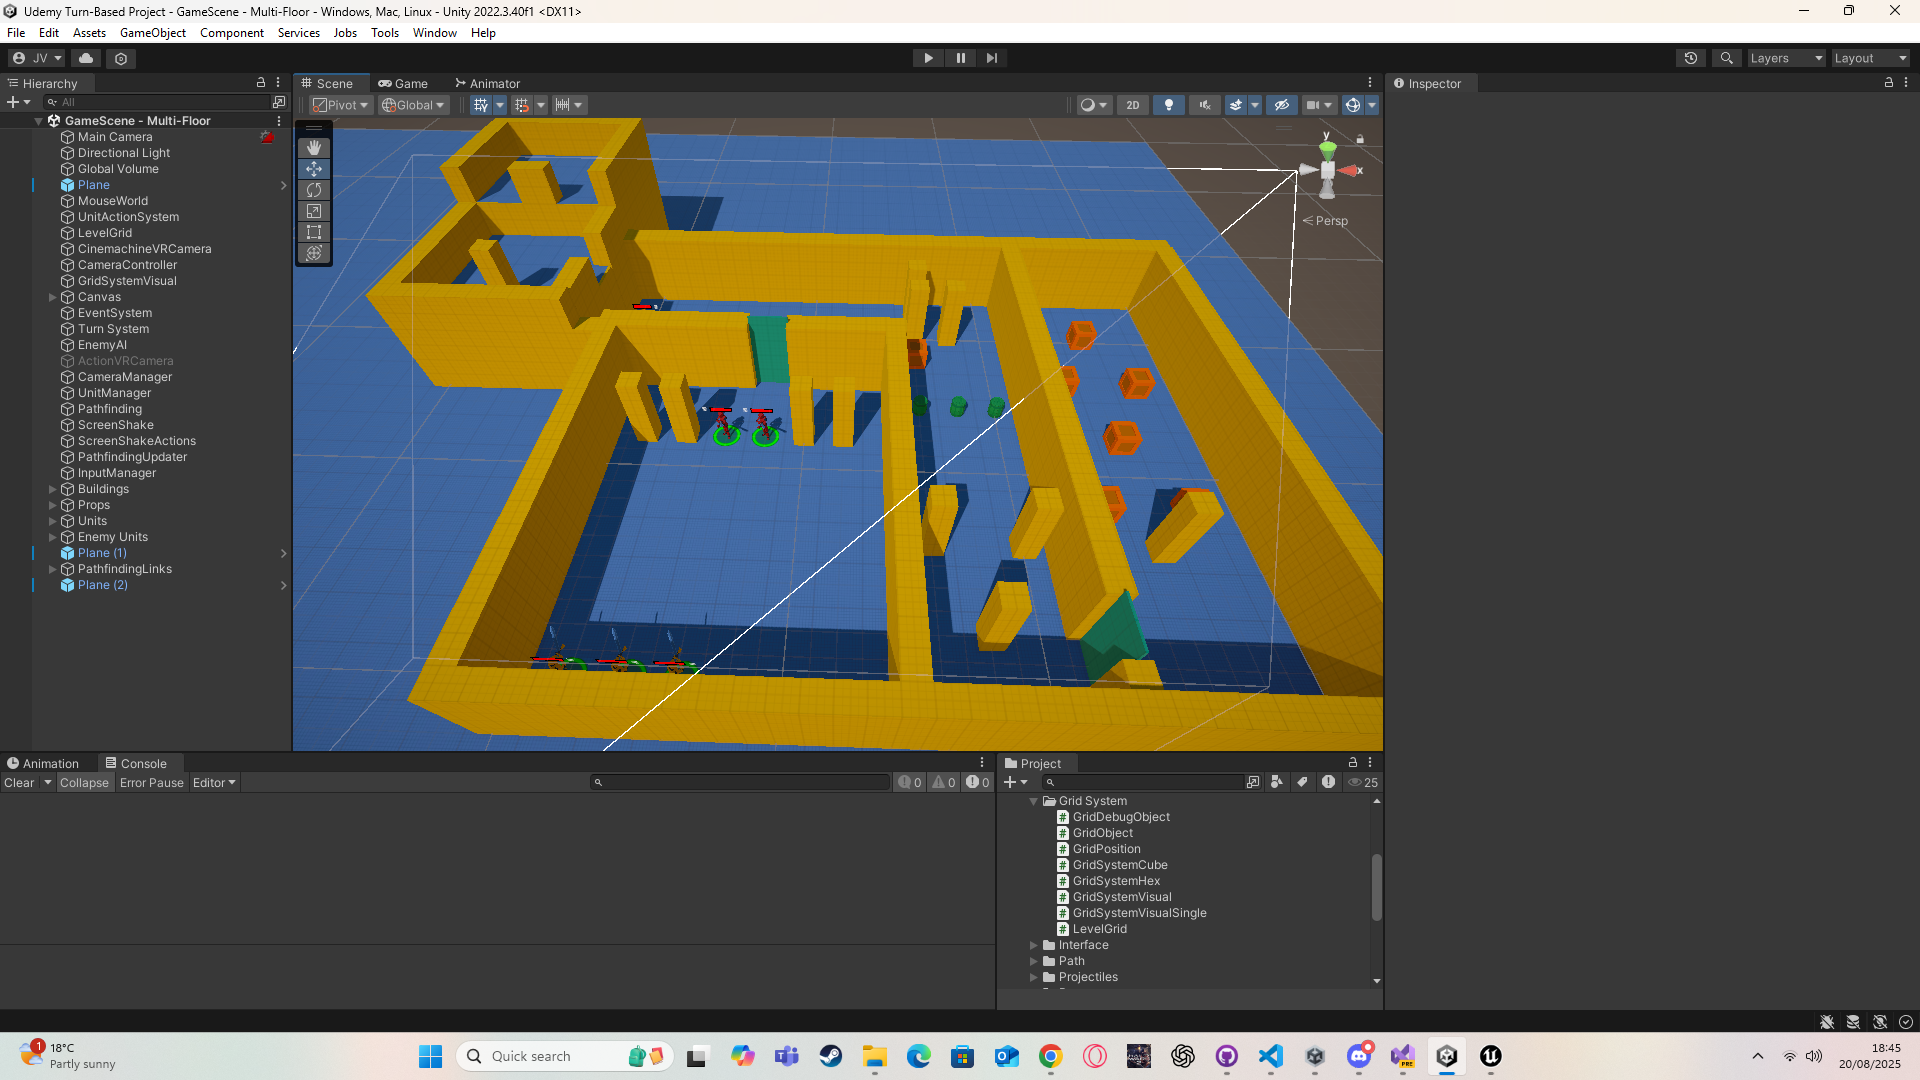 Udemy Turn-Based Project - GameScene - Multi-Floor - Windows, Mac, Linux - Unity 2022.3.40f1 <DX11>
File Edit Assets GameObject Component Services Jobs Tools Window Help
JV Layers Layout
Hierarchy
All
GameScene - Multi-Floor
Main Camera
Directional Light
Global Volume
Plane
MouseWorld
UnitActionSystem
LevelGrid
CinemachineVRCamera
CameraController
GridSystemVisual
Canvas
EventSystem
Turn System
EnemyAI
ActionVRCamera
CameraManager
UnitManager
Pathfinding
ScreenShake
ScreenShakeActions
PathfindingUpdater
InputManager
Buildings
Props
Units
Enemy Units
Plane (1)
PathfindingLinks
Plane (2)
Scene Game Animator
Pivot Global 2D
y
x
Persp
Inspector
Animation Console
Clear Collapse Error Pause Editor 0 0 0
Project
25
Grid System
GridDebugObject
GridObject
GridPosition
GridSystemCube
GridSystemHex
GridSystemVisual
GridSystemVisualSingle
LevelGrid
Interface
Path
Projectiles
1
18°C
Partly sunny
Quick search
PRE
18:45
20/08/2025